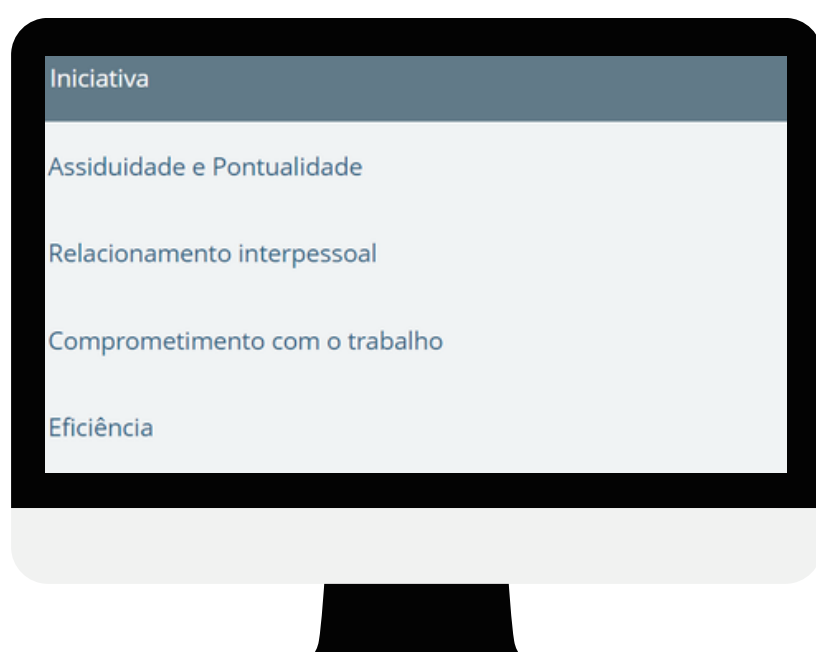 Iniciativa
Assiduidade e Pontualidade
Relacionamento interpessoal
Comprometimento com o trabalho
Eficiência